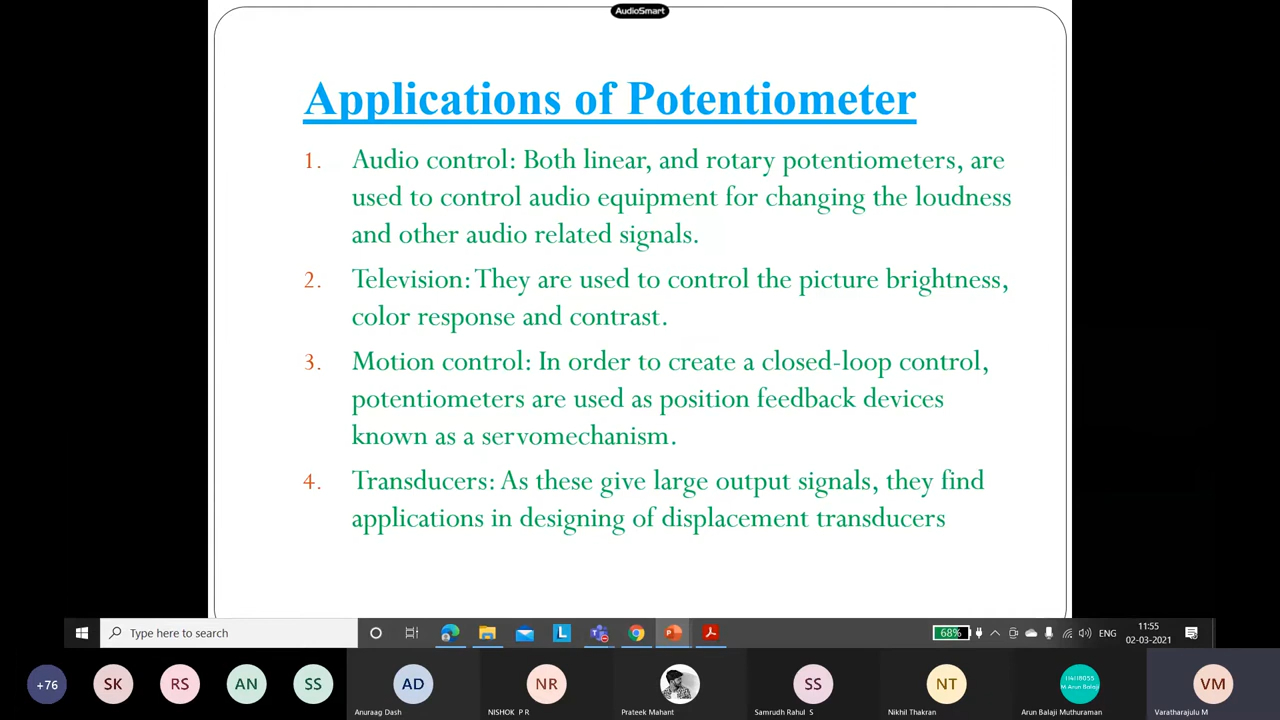 AudioSmart
Applications of Potentiometer
1. Audio control: Both linear, and rotary potentiometers, are
used to control audio equipment for changing the loudness
and other audio related signals.
2. Television: They are used to control the picture brightness,
color response and contrast.
3. Motion control: In order to create a closed-loop control,
potentiometers are used as position feedback devices
known as a servomechanism.
4. Transducers: As these give large output signals, they find
applications in designing of displacement transducers
Type here to search
L
68%
ENG
11:55
02-03-2021
+76
SK
RS
AN
SS
AD
NR
SS
NT
114118055
M Arun Balaji
VM
Anuraag Dash
NISHOK P R
Prateek Mahant
Samrudh Rahul S
Nikhil Thakran
Arun Balaji Muthuraman
Varatharajulu M